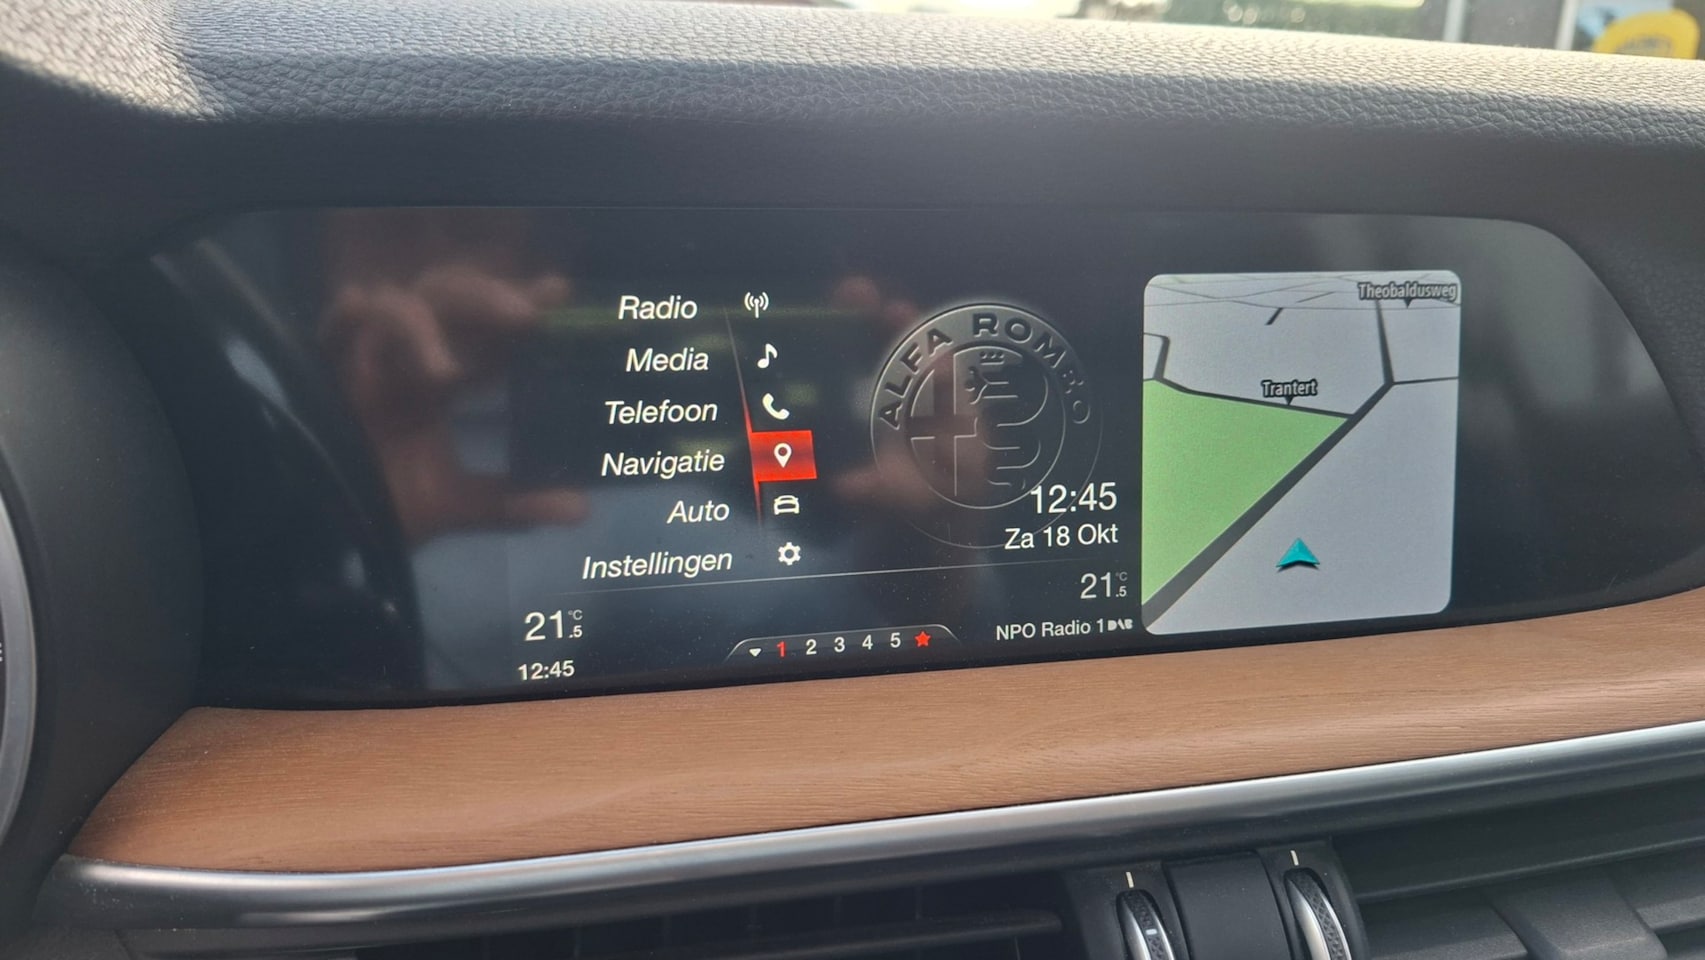 Radio
Media
Telefoon
Navigatie
Auto
Instellingen
21.5 °C
12:45
1 2 3 4 5
ALFA ROMEO
12:45
Za 18 Okt
21.5 °C
NPO Radio 1 DAB
Theobaldusweg
Trantert